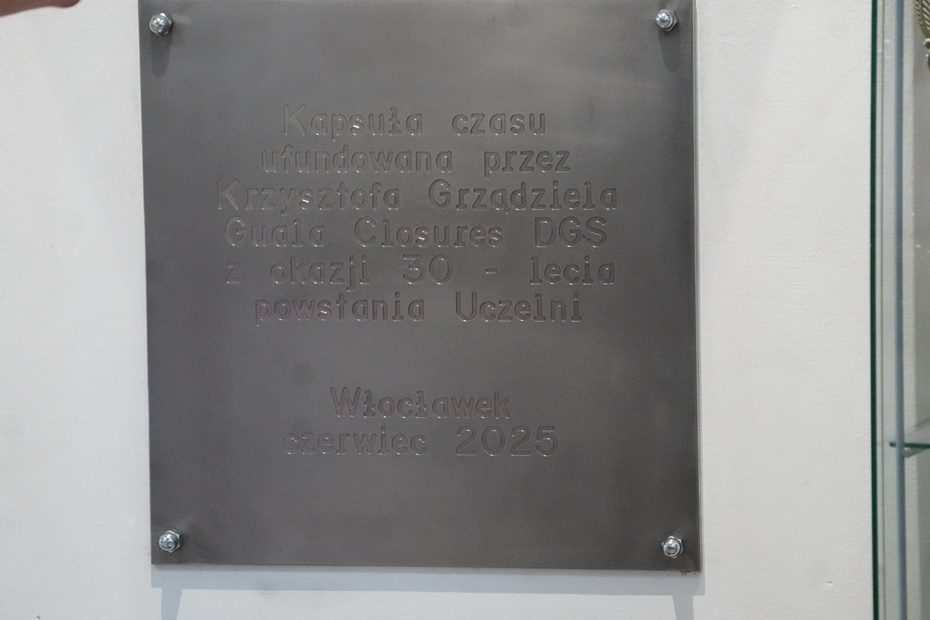 Kapsuła czasu
ufundowana przez
Krzysztofa Grządziela
Guala Closures DGS
z okazji 30 - lecia
powstania Uczelni
Włocławek
czerwiec 2025